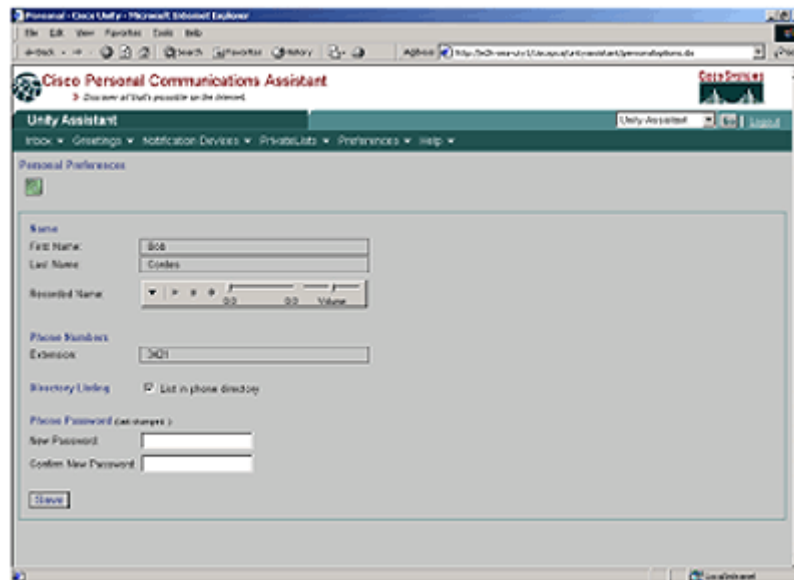 Personal - Cisco Unity - Microsoft Internet Explorer
File Edit View Favorites Tools Help
Back Search Favorites History Address
Cisco Personal Communications Assistant
Discover all that's possible on the Internet.
Cisco Systems
Unity Assistant
Unity Assistant Go Logout
Inbox Greetings Notification Devices Private Lists Preferences Help
Personal Preferences
Name
First Name: Bob
Last Name: Cordes
Recorded Name:
0.0 0.0 Volume
Phone Numbers
Extension:
Directory Listing List in phone directory
Phone Password (Last changed: )
New Password:
Confirm New Password:
Save
Local intranet